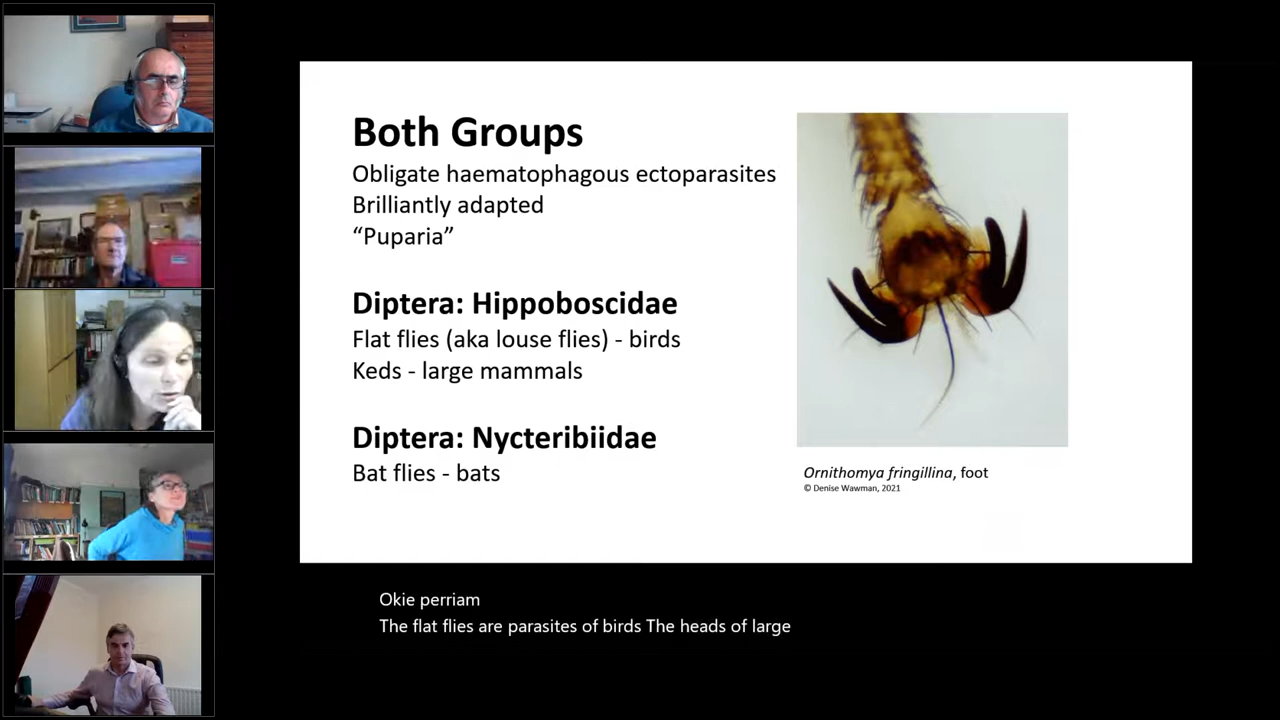 Both Groups
Obligate haematophagous ectoparasites
Brilliantly adapted
“Puparia”
Diptera: Hippoboscidae
Flat flies (aka louse flies) - birds
Keds - large mammals
Diptera: Nycteribiidae
Bat flies - bats
Ornithomya fringillina, foot
© Denise Wawman, 2021
Okie perriam
The flat flies are parasites of birds The heads of large